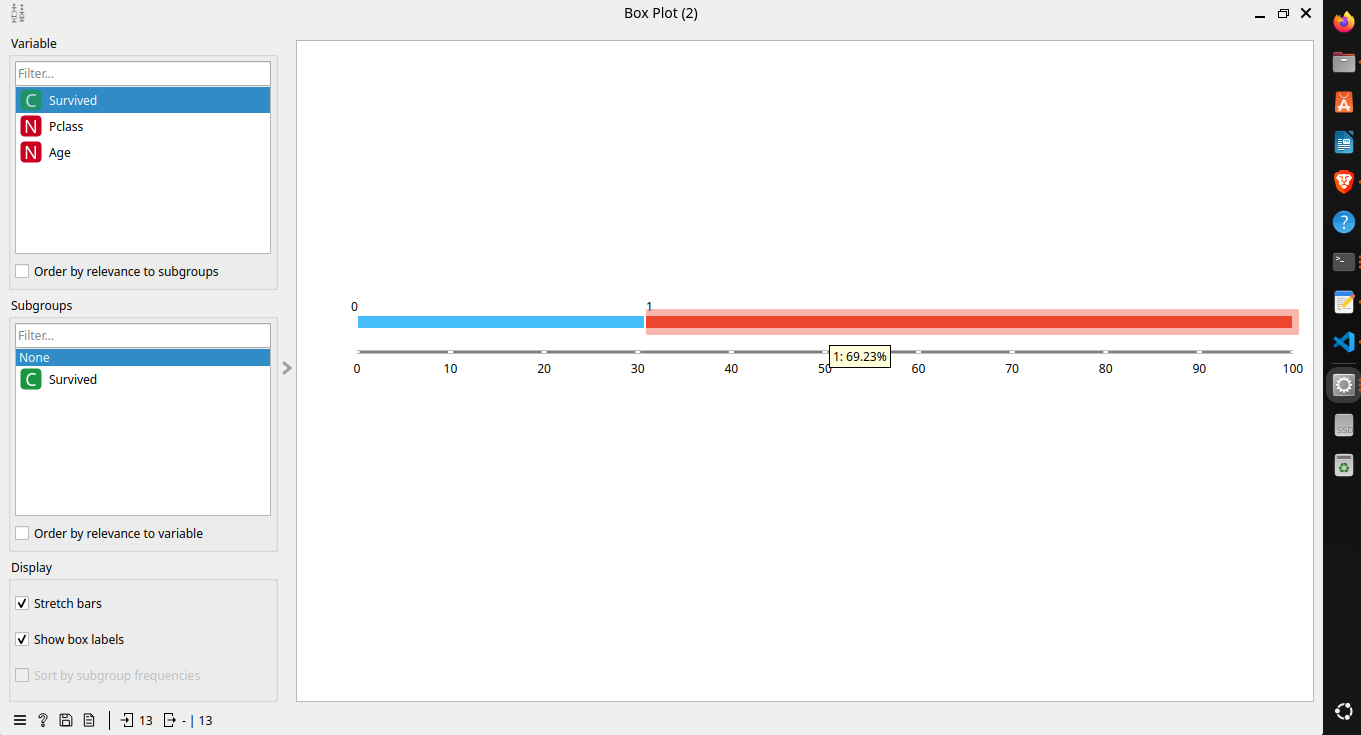 Box Plot (2)
Variable
Filter...
C Survived
N Pclass
N Age
Order by relevance to subgroups
Subgroups
Filter...
None
C Survived
Order by relevance to variable
Display
Stretch bars
Show box labels
Sort by subgroup frequencies
13 - | 13
0 1
1: 69.23%
0 10 20 30 40 50 60 70 80 90 100
SSD